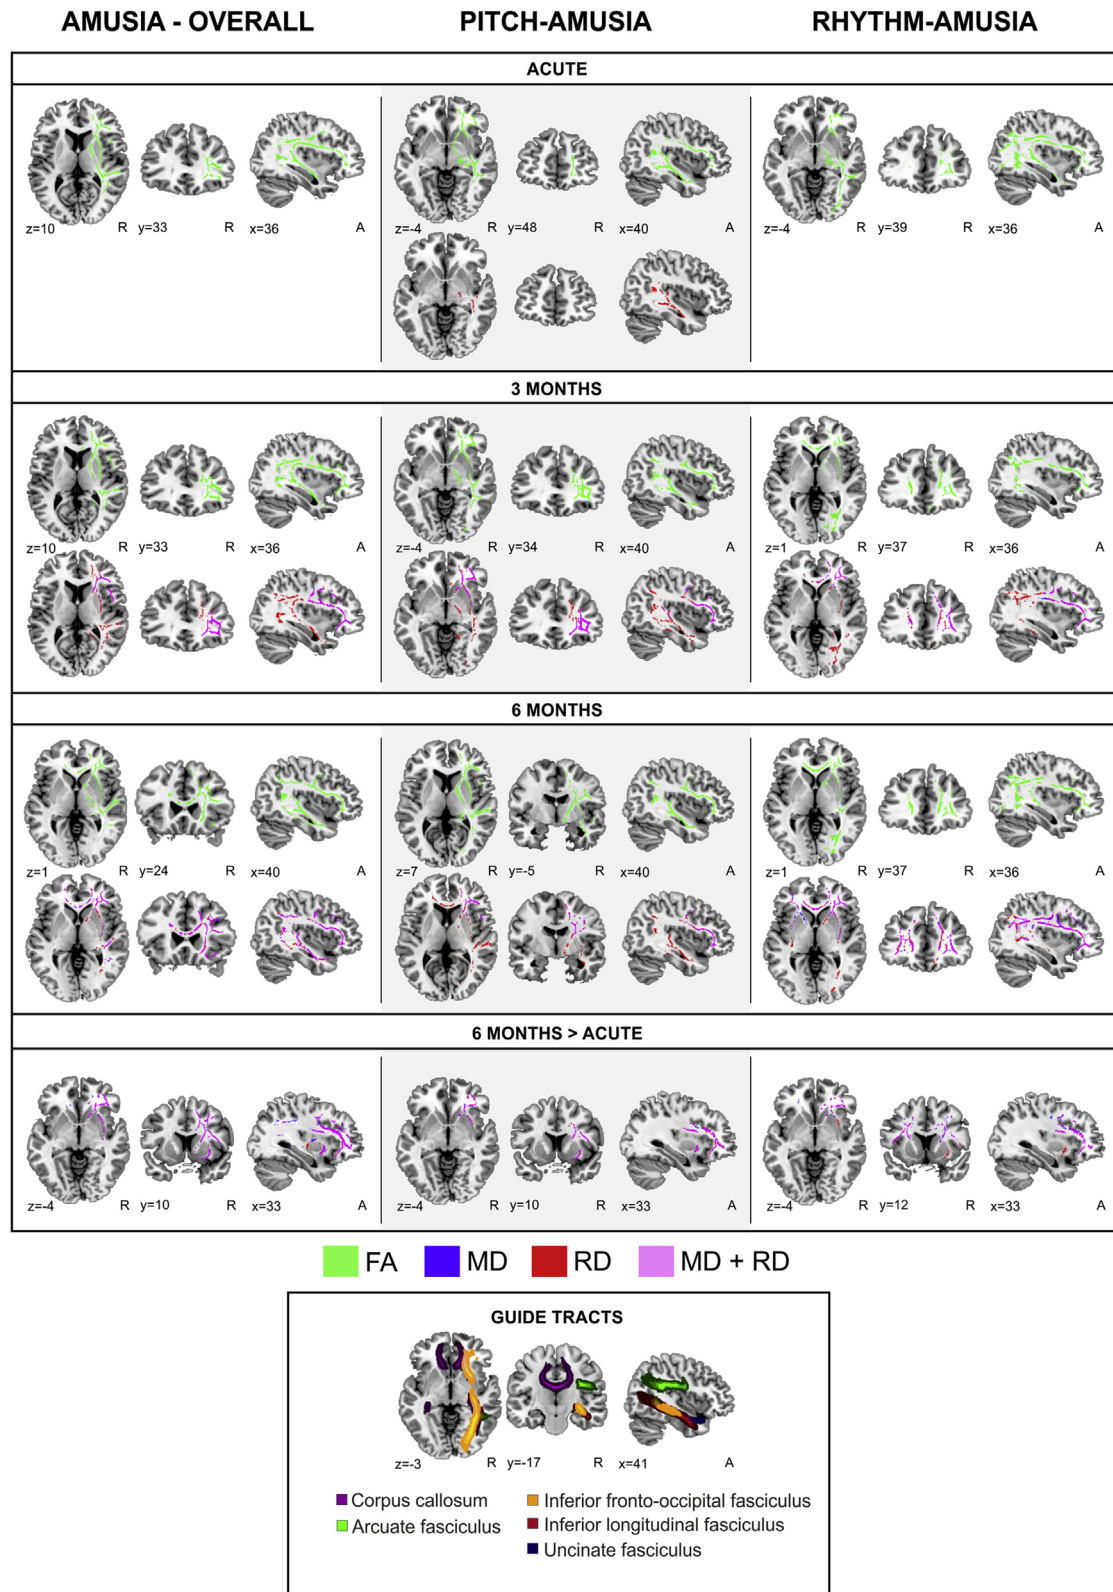 AMUSIA - OVERALL PITCH-AMUSIA RHYTHM-AMUSIA
ACUTE
z=10 R y=33 R x=36 A z=-4 R y=48 R x=40 A z=-4 R y=39 R x=36 A
3 MONTHS
z=10 R y=33 R x=36 A z=-4 R y=34 R x=40 A z=1 R y=37 R x=36 A
6 MONTHS
z=1 R y=24 R x=40 A z=7 R y=-5 R x=40 A z=1 R y=37 R x=36 A
6 MONTHS > ACUTE
z=-4 R y=10 R x=33 A z=-4 R y=10 R x=33 A z=-4 R y=12 R x=33 A
FA MD RD MD + RD
GUIDE TRACTS
z=-3 R y=-17 R x=41 A
Corpus callosum Inferior fronto-occipital fasciculus
Arcuate fasciculus Inferior longitudinal fasciculus
Uncinate fasciculus